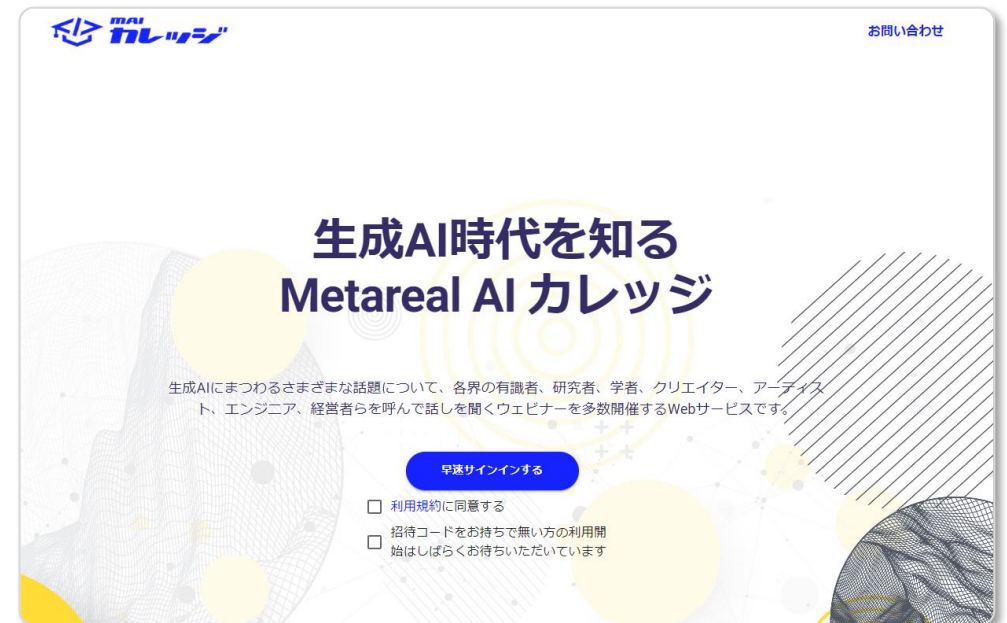 MAI
カレッジ
お問い合わせ
生成AI時代を知る
Metareal AI カレッジ
生成AIにまつわるさまざまな話題について、各界の有識者、研究者、学者、クリエイター、アーティス
ト、エンジニア、経営者らを呼んで話しを聞くウェビナーを多数開催するWebサービスです。
早速サインインする
利用規約に同意する
招待コードをお持ちで無い方の利用開
始はしばらくお待ちいただいています